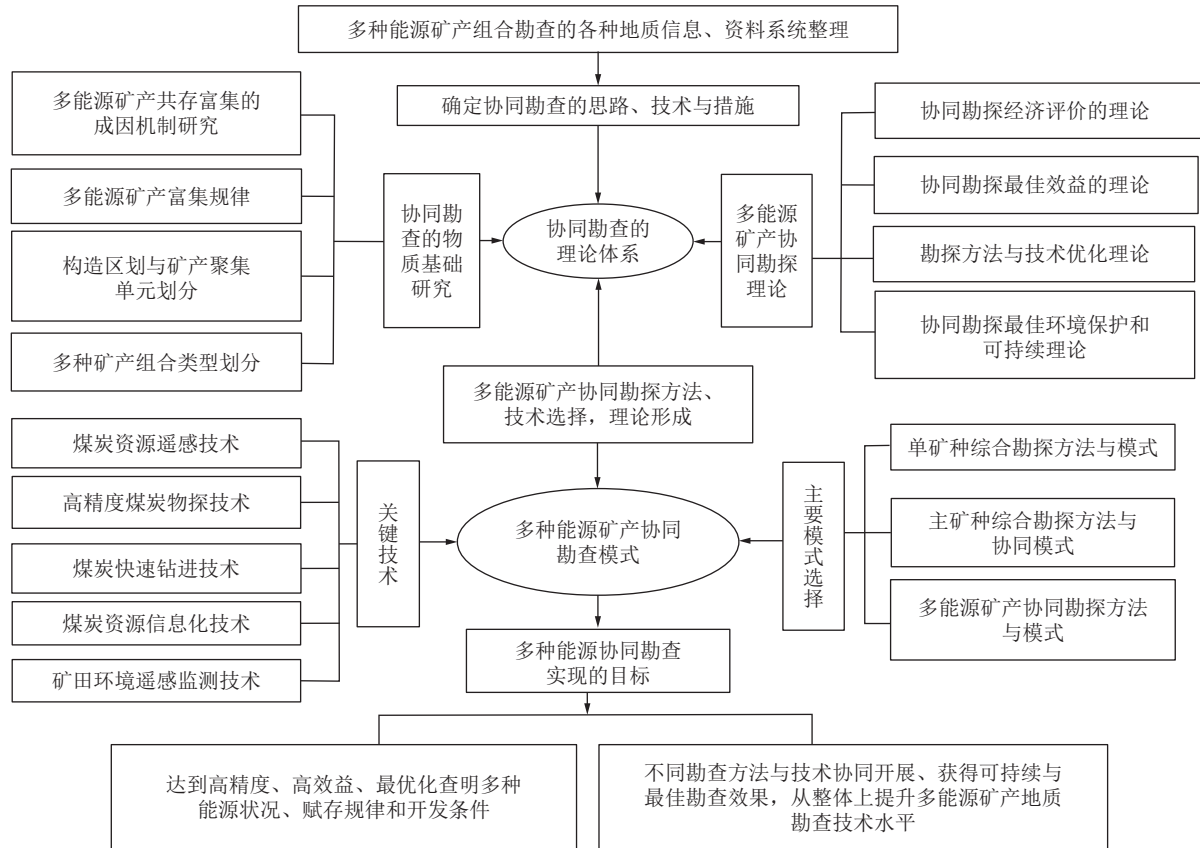 多种能源矿产组合勘查的各种地质信息、资料系统整理
确定协同勘查的思路、技术与措施
多能源矿产共存富集的
成因机制研究
多能源矿产富集规律
构造区划与矿产聚集
单元划分
多种矿产组合类型划分
协同勘
查的物
质基础
研究
协同勘查的
理论体系
多能源
矿产协
同勘探
理论
协同勘探经济评价的理论
协同勘探最佳效益的理论
勘探方法与技术优化理论
协同勘探最佳环境保护和
可持续理论
多能源矿产协同勘探方法、
技术选择，理论形成
煤炭资源遥感技术
高精度煤炭物探技术
煤炭快速钻进技术
煤炭资源信息化技术
矿田环境遥感监测技术
关键技术
多种能源矿产协同
勘查模式
主要模式选择
单矿种综合勘探方法与模式
主矿种综合勘探方法与
协同模式
多能源矿产协同勘探方法
与模式
多种能源协同勘查
实现的目标
达到高精度、高效益、最优化查明多种
能源状况、赋存规律和开发条件
不同勘查方法与技术协同开展、获得可持续与
最佳勘查效果，从整体上提升多能源矿产地质
勘查技术水平